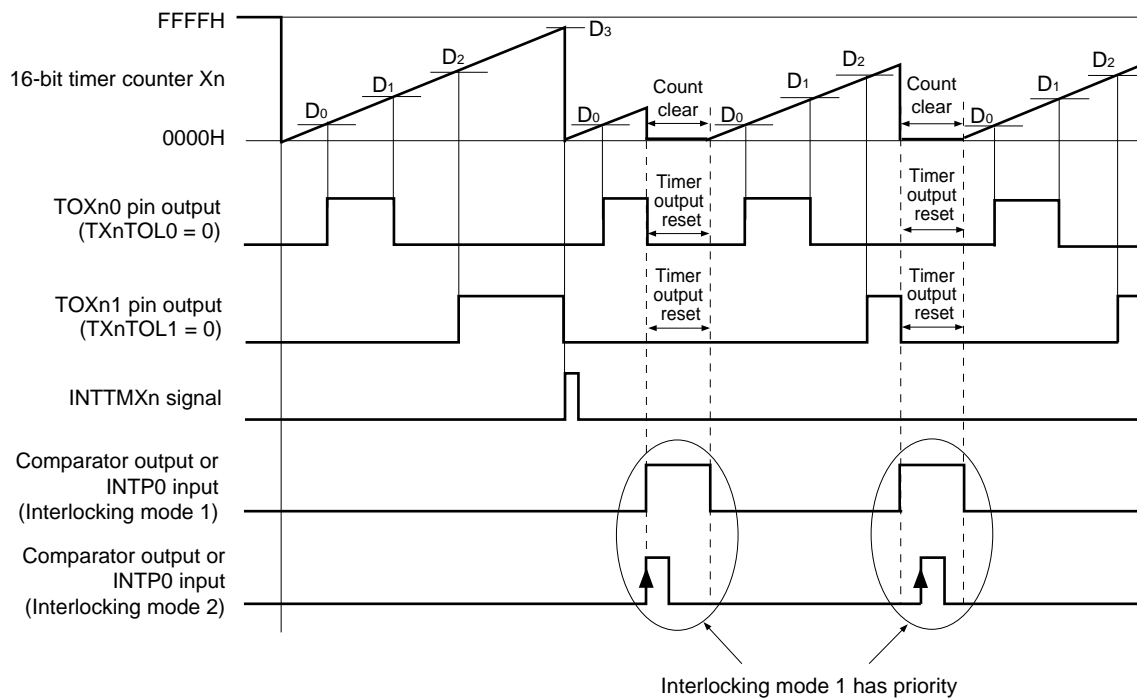 FFFFH
D3
D2
D2
D2
16-bit timer counter Xn
D1
Count
clear
D1
Count
clear
D1
D0
D0
D0
D0
0000H
TOXn0 pin output
(TXnTOL0 = 0)
Timer
output
reset
Timer
output
reset
TOXn1 pin output
(TXnTOL1 = 0)
Timer
output
reset
Timer
output
reset
INTTMXn signal
Comparator output or
INTP0 input
(Interlocking mode 1)
Comparator output or
INTP0 input
(Interlocking mode 2)
Interlocking mode 1 has priority